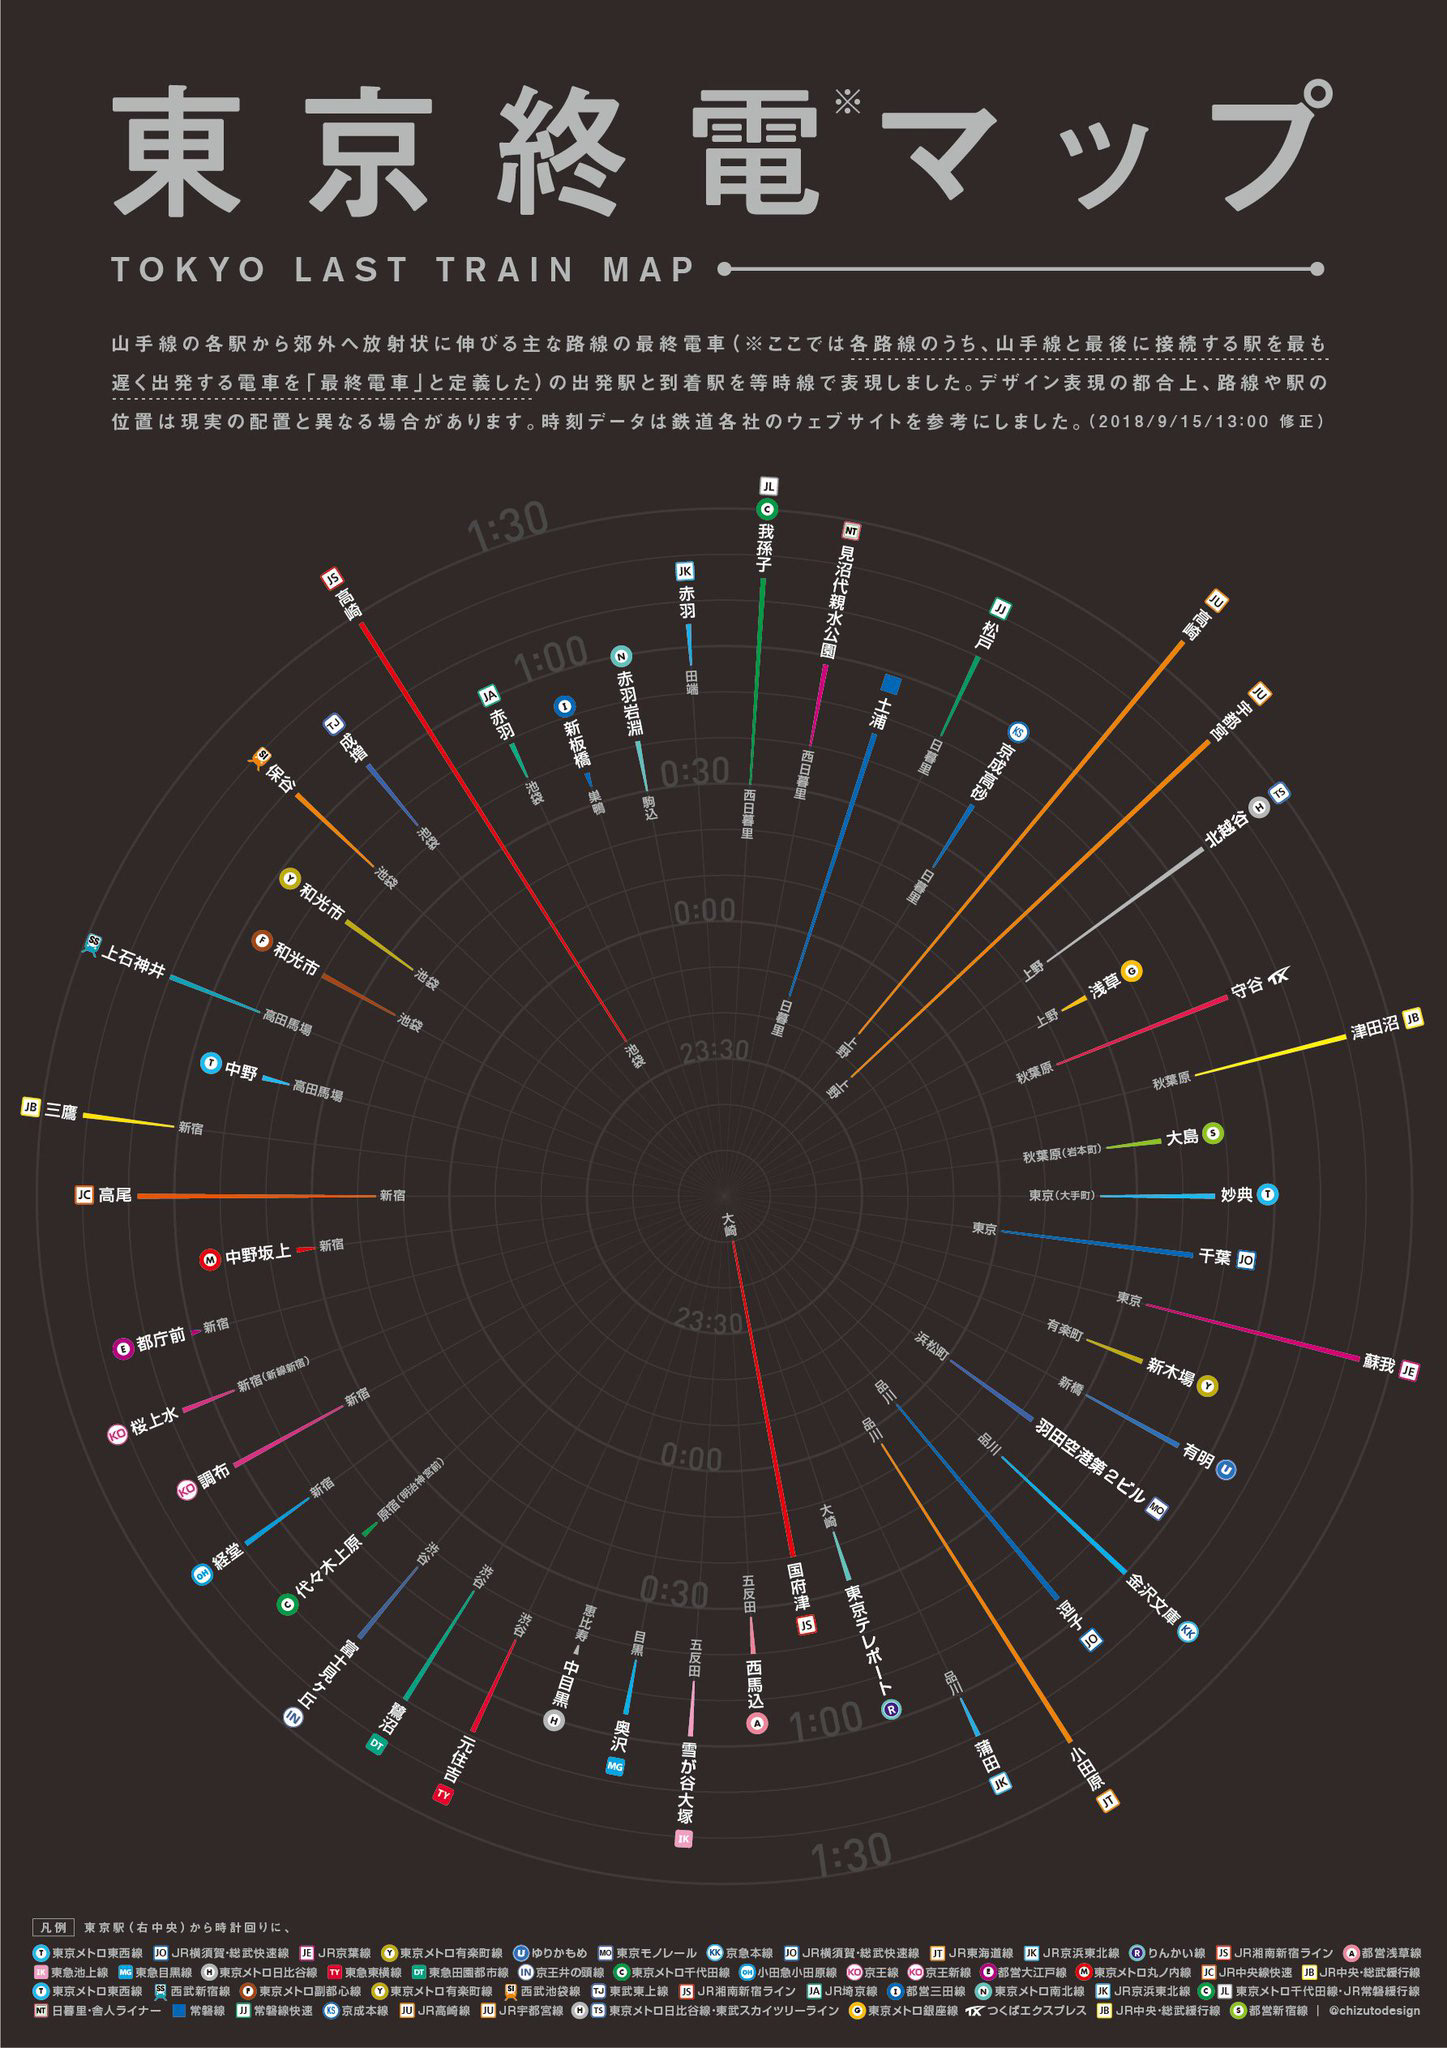 東京終電※マップ
TOKYO LAST TRAIN MAP
山手線の各駅から郊外へ放射状に伸びる主な路線の最終電車（※ここでは各路線のうち、山手線と最後に接続する駅を最も
遅く出発する電車を「最終電車」と定義した）の出発駅と到着駅を等時線で表現しました。デザイン表現の都合上、路線や駅の
位置は現実の配置と異なる場合があります。時刻データは鉄道各社のウェブサイトを参考にしました。（2018/9/15/13:00 修正）
1:30
1:00
0:30
0:00
23:30
JL C 我孫子 西日暮里
NT 見沼代親水公園 西日暮里
土浦 日暮里
JJ 松戸 日暮里
KS 京成高砂 日暮里
JU 高崎 上野
JU 宇都宮 上野
北越谷 H TS 上野
浅草 G 上野
守谷 TX 秋葉原
津田沼 JB 秋葉原
大島 S 秋葉原（岩本町）
妙典 T 東京（大手町）
千葉 JO 東京
蘇我 JE 東京
新木場 Y 有楽町
有明 U 新橋
羽田空港第2ビル MO 浜松町
金沢文庫 KK 品川
逗子 JO 品川
小田原 JT 品川
蒲田 JK 品川
東京テレポート R 大崎
国府津 JS 大崎
西馬込 A 五反田
雪が谷大塚 IK 五反田
奥沢 MG 目黒
中目黒 H 恵比寿
元住吉 TY 渋谷
鷺沼 DT 渋谷
富士見ヶ丘 IN 渋谷
代々木上原 C 原宿（明治神宮前）
経堂 OH 新宿
調布 KO 新宿
桜上水 KO 新宿（新線新宿）
都庁前 E 新宿
中野坂上 M 新宿
JC 高尾 新宿
JB 三鷹 新宿
T 中野 高田馬場
SS 上石神井 高田馬場
F 和光市 池袋
Y 和光市 池袋
SI 保谷 池袋
TJ 成増 池袋
JS 高崎 池袋
JA 赤羽 池袋
I 新板橋 巣鴨
N 赤羽岩淵 駒込
JK 赤羽 田端
23:30
0:00
0:30
1:00
1:30
凡例 東京駅（右中央）から時計回りに、
T 東京メトロ東西線 JO JR横須賀・総武快速線 JE JR京葉線 Y 東京メトロ有楽町線 U ゆりかもめ MO 東京モノレール KK 京急本線 JO JR横須賀・総武快速線 JT JR東海道線 JK JR京浜東北線 R りんかい線 JS JR湘南新宿ライン A 都営浅草線
IK 東急池上線 MG 東急目黒線 H 東京メトロ日比谷線 TY 東急東横線 DT 東急田園都市線 IN 京王井の頭線 C 東京メトロ千代田線 OH 小田急小田原線 KO 京王線 KO 京王新線 E 都営大江戸線 M 東京メトロ丸ノ内線 JC JR中央線快速 JB JR中央・総武緩行線
T 東京メトロ東西線 SS 西武新宿線 F 東京メトロ副都心線 Y 東京メトロ有楽町線 SI 西武池袋線 TJ 東武東上線 JS JR湘南新宿ライン JA JR埼京線 I 都営三田線 N 東京メトロ南北線 JK JR京浜東北線 C JL 東京メトロ千代田線・JR常磐緩行線
NT 日暮里・舎人ライナー 常磐線 JJ 常磐線快速 KS 京成本線 JU JR高崎線 JU JR宇都宮線 H TS 東京メトロ日比谷線・東武スカイツリーライン G 東京メトロ銀座線 TX つくばエクスプレス JB JR中央・総武緩行線 S 都営新宿線 | @chizutodesign